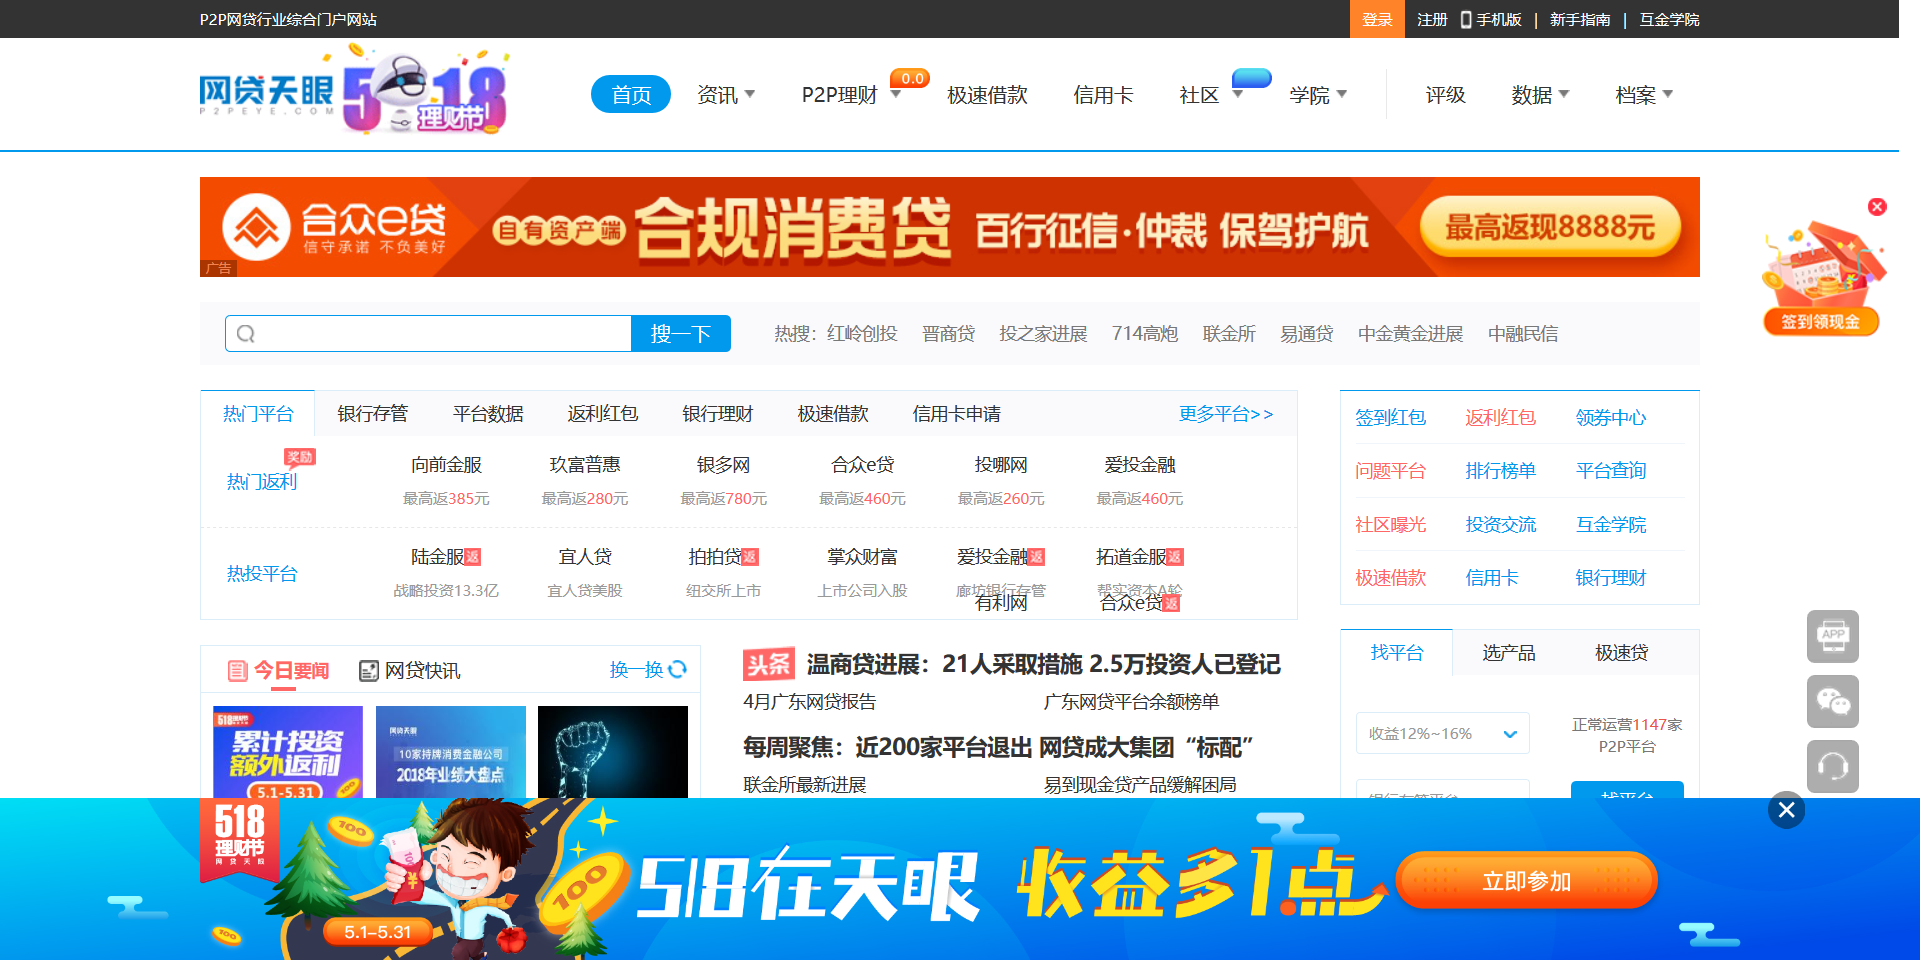 P2P网贷行业综合门户网站
登录 注册 手机版 | 新手指南 | 互金学院
网贷天眼 518 理财节
P2PEYE.COM
首页 资讯 P2P理财 0.0 极速借款 信用卡 社区 学院 评级 数据 档案
合众e贷 信守承诺 不负美好 自有资产端 合规消费贷 百行征信·仲裁 保驾护航 最高返现8888元
广告
签到领现金
搜一下 热搜：红岭创投 晋商贷 投之家进展 714高炮 联金所 易通贷 中金黄金进展 中融民信
热门平台 银行存管 平台数据 返利红包 银行理财 极速借款 信用卡申请 更多平台>>
热门返利 奖励
向前金服 玖富普惠 银多网 合众e贷 投哪网 爱投金融
最高返385元 最高返280元 最高返780元 最高返460元 最高返260元 最高返460元
热投平台
陆金服返 宜人贷 拍拍贷返 掌众财富 爱投金融返 拓道金服返
战略投资13.3亿 宜人贷美股 纽交所上市 上市公司入股 廊坊银行存管 帮实资本A轮
有利网 合众e贷返
签到红包 返利红包 领券中心
问题平台 排行榜单 平台查询
社区曝光 投资交流 互金学院
极速借款 信用卡 银行理财
今日要闻 网贷快讯 换一换
518理财节
累计投资
额外返利
5.1-5.31
网贷天眼
10家持牌消费金融公司
2018年业绩大盘点
头条 温商贷进展：21人采取措施 2.5万投资人已登记
4月广东网贷报告 广东网贷平台余额榜单
每周聚焦：近200家平台退出 网贷成大集团“标配”
联金所最新进展 易到现金贷产品缓解困局
找平台 选产品 极速贷
收益12%~16%
正常运营1147家
P2P平台
银行存管平台 找平台
APP
518
理财节
网贷天眼
100
100
100
5.1-5.31
518在天眼 收益多1点
立即参加